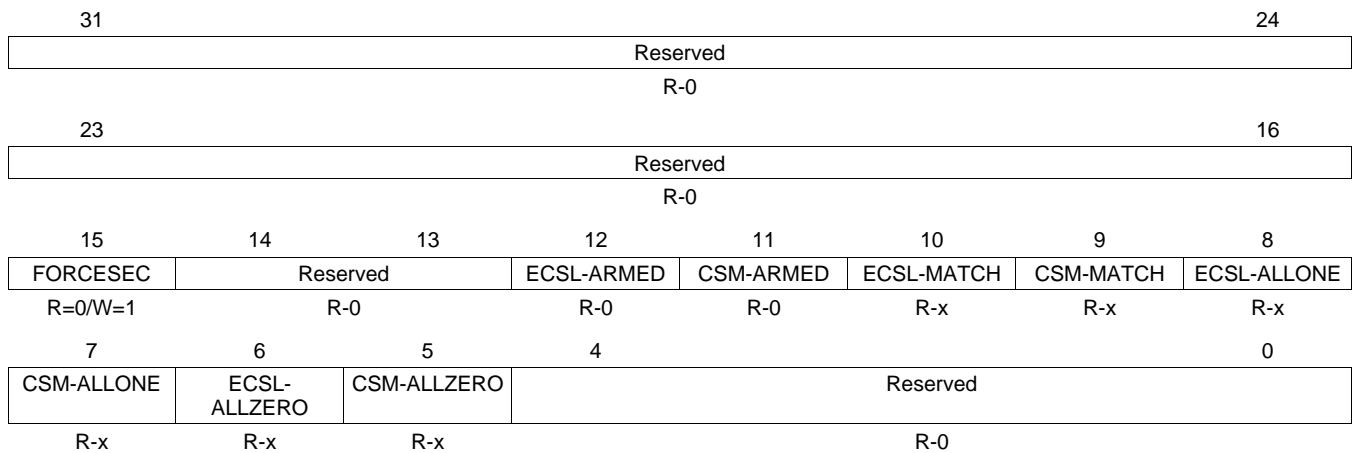 31 24
Reserved
R-0
23 16
Reserved
R-0
15 14 13 12 11 10 9 8
FORCESEC Reserved ECSL-ARMED CSM-ARMED ECSL-MATCH CSM-MATCH ECSL-ALLONE
R=0/W=1 R-0 R-0 R-0 R-x R-x R-x
7 6 5 4 0
CSM-ALLONE ECSL- CSM-ALLZERO Reserved
ALLZERO
R-x R-x R-x R-0